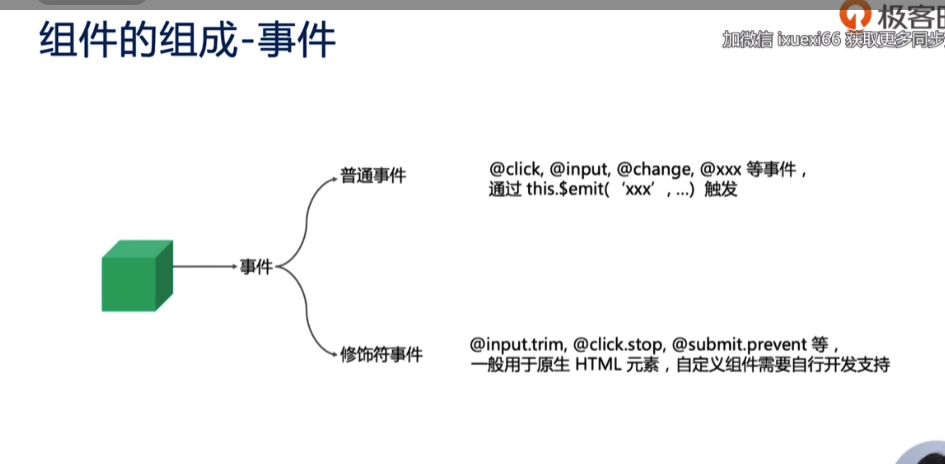 组件的组成-事件
极客
加微信 ixuexi66 获取更多同步
普通事件
@click, @input, @change, @xxx 等事件，
通过 this.$emit(‘xxx’, ...) 触发
事件
修饰符事件
@input.trim, @click.stop, @submit.prevent 等，
一般用于原生 HTML 元素，自定义组件需要自行开发支持